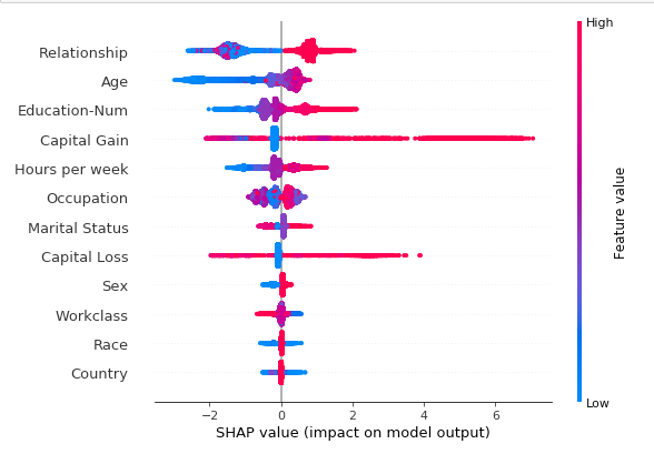 High
Relationship
Age
Education-Num
Capital Gain
Hours per week
Occupation
Marital Status
Capital Loss
Sex
Workclass
Race
Country
Feature value
Low
−2 0 2 4 6
SHAP value (impact on model output)